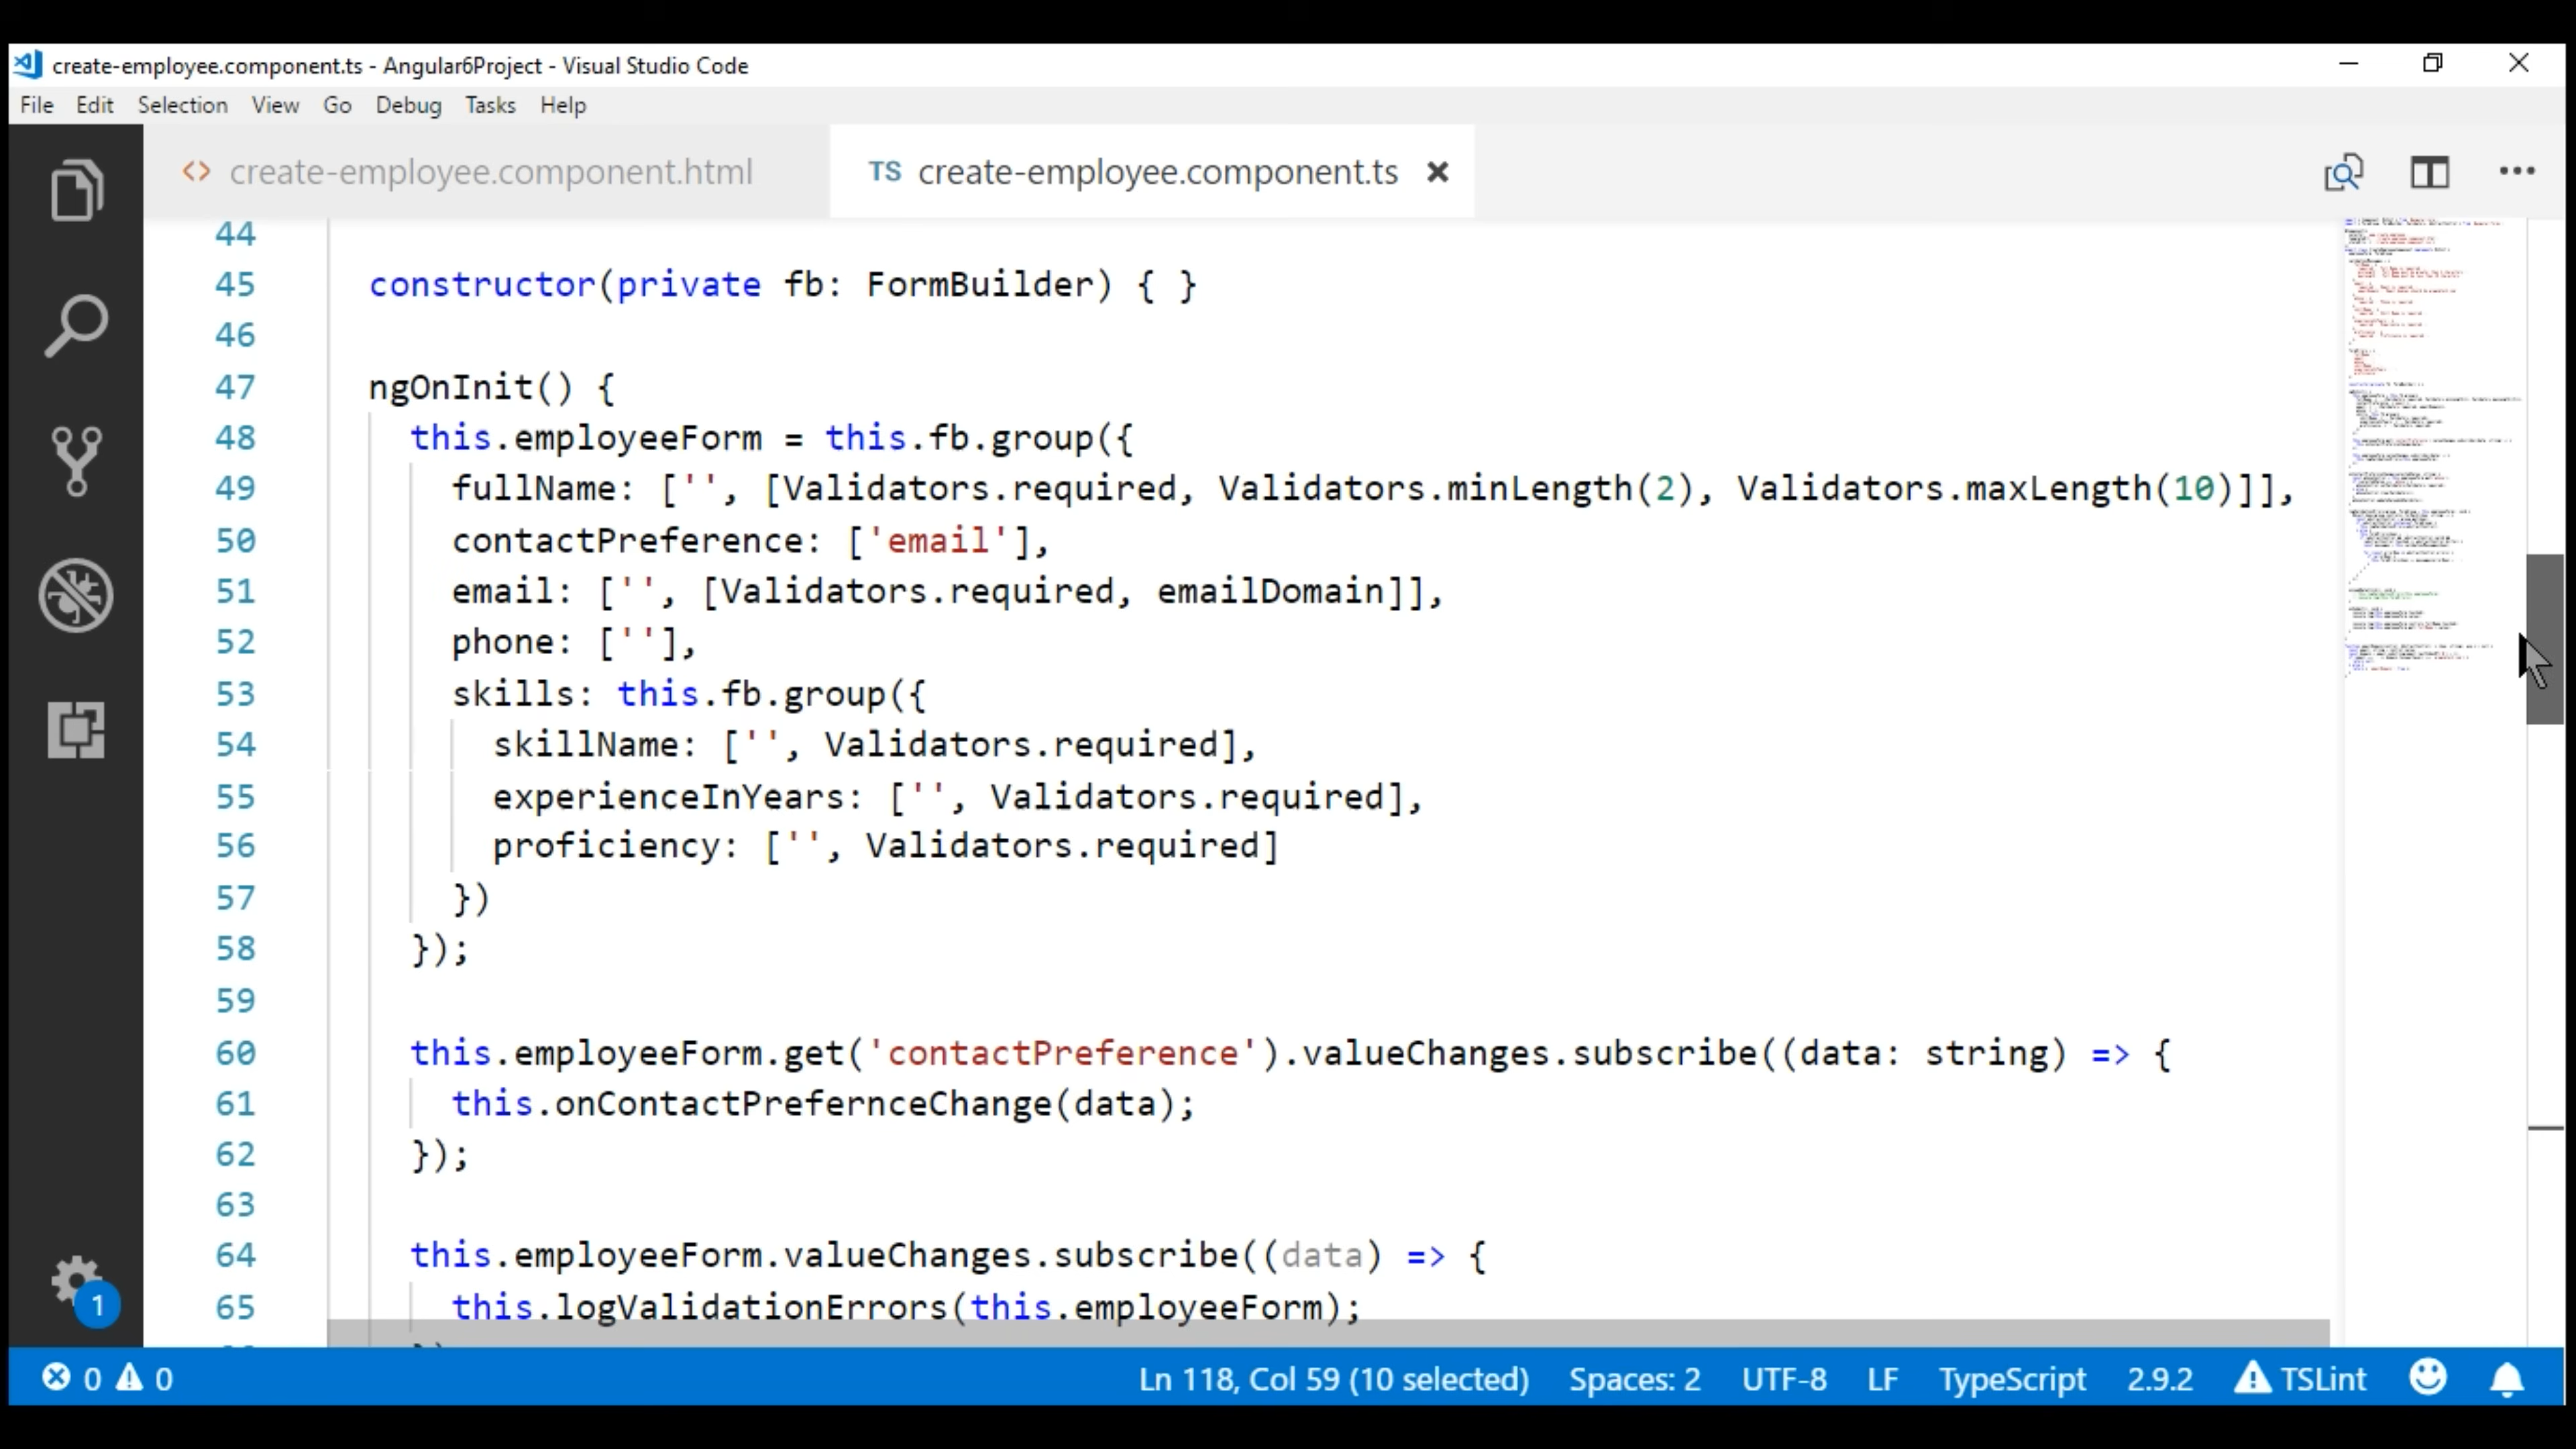 create-employee.component.ts - Angular6Project - Visual Studio Code
File Edit Selection View Go Debug Tasks Help
<> create-employee.component.html
TS create-employee.component.ts
44
45 constructor(private fb: FormBuilder) { }
46
47 ngOnInit() {
48 this.employeeForm = this.fb.group({
49 fullName: ['', [Validators.required, Validators.minLength(2), Validators.maxLength(10)]],
50 contactPreference: ['email'],
51 email: ['', [Validators.required, emailDomain]],
52 phone: [''],
53 skills: this.fb.group({
54 skillName: ['', Validators.required],
55 experienceInYears: ['', Validators.required],
56 proficiency: ['', Validators.required]
57 })
58 });
59
60 this.employeeForm.get('contactPreference').valueChanges.subscribe((data: string) => {
61 this.onContactPrefernceChange(data);
62 });
63
64 this.employeeForm.valueChanges.subscribe((data) => {
65 this.logValidationErrors(this.employeeForm);
1
0 0 Ln 118, Col 59 (10 selected) Spaces: 2 UTF-8 LF TypeScript 2.9.2 TSLint